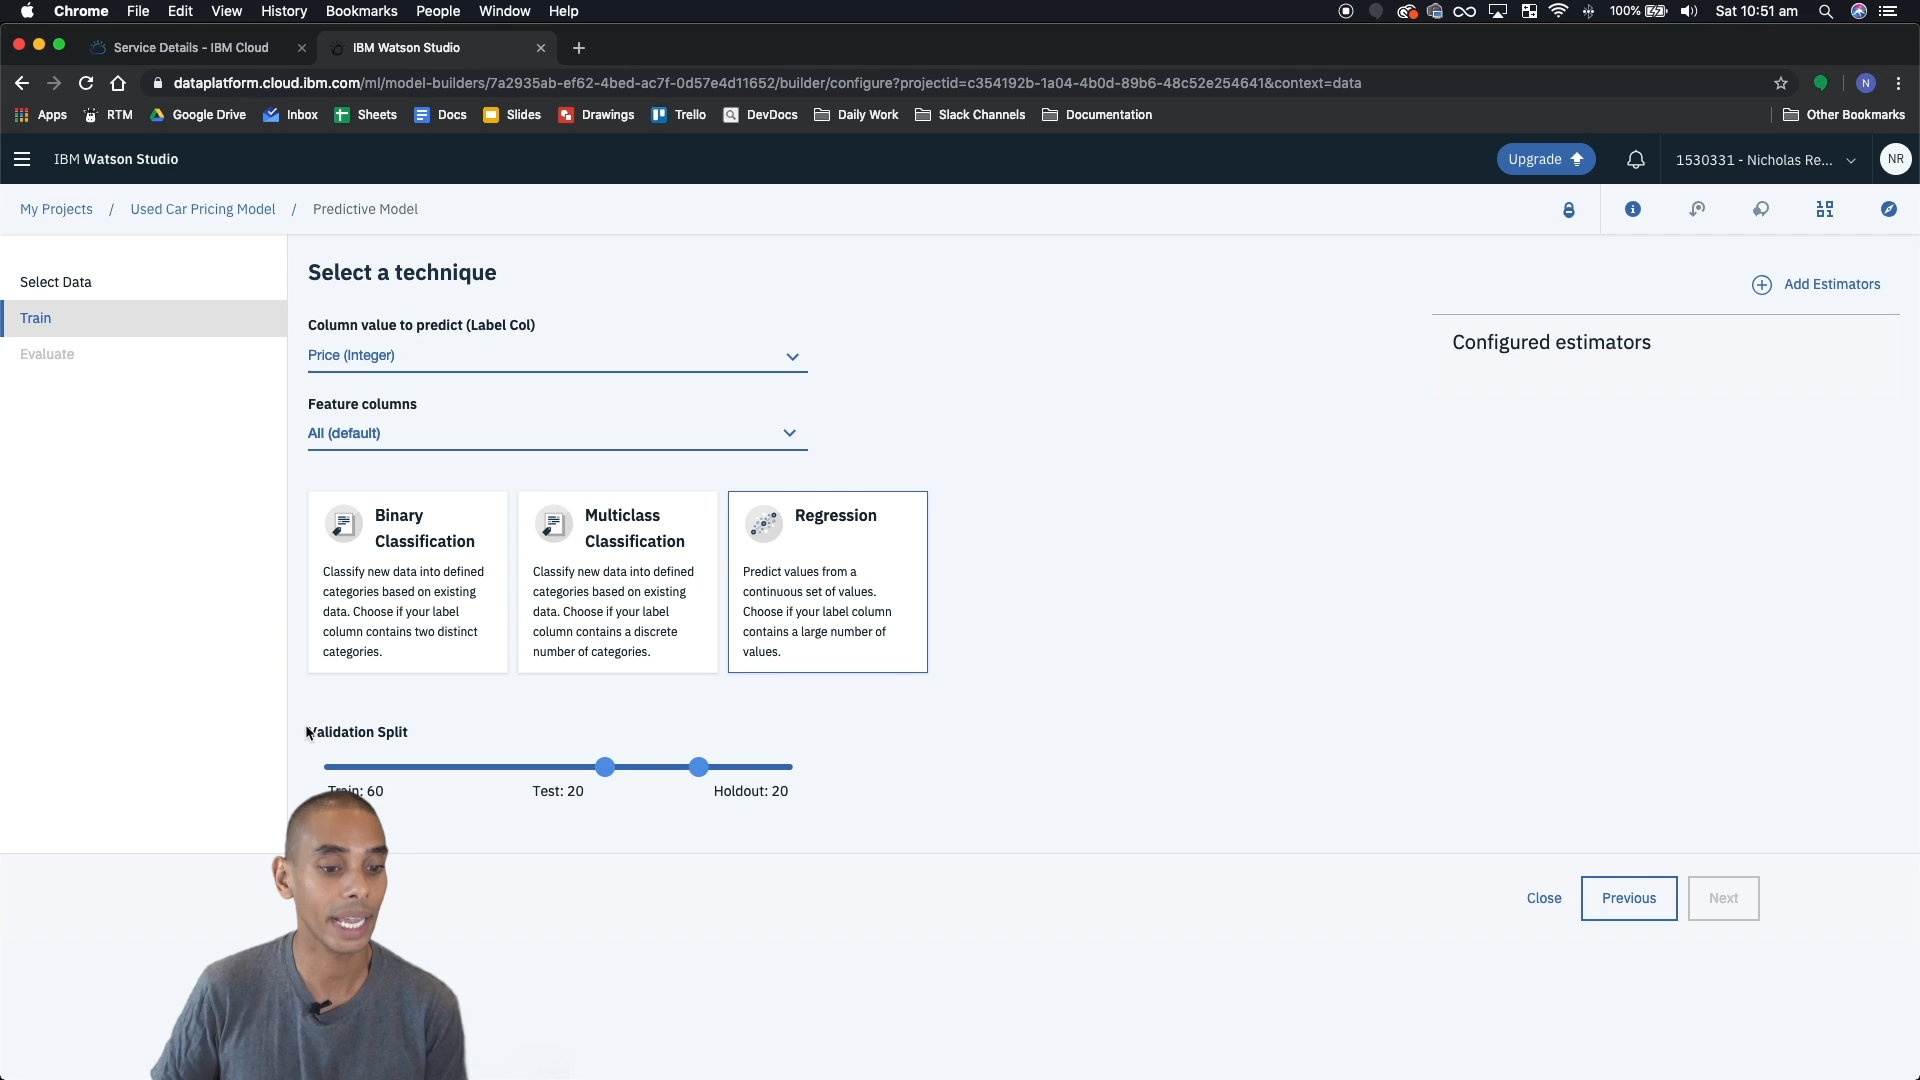 Chrome File Edit View History Bookmarks People Window Help 100% Sat 10:51 am
Service Details - IBM Cloud IBM Watson Studio
dataplatform.cloud.ibm.com/ml/model-builders/7a2935ab-ef62-4bed-ac7f-0d57e4d11652/builder/configure?projectid=c354192b-1a04-4b0d-89b6-48c52e254641&context=data N
Apps RTM Google Drive Inbox Sheets Docs Slides Drawings Trello DevDocs Daily Work Slack Channels Documentation Other Bookmarks
IBM Watson Studio Upgrade 1530331 - Nicholas Re... NR
My Projects / Used Car Pricing Model / Predictive Model
Select Data
Train
Evaluate
Select a technique
Add Estimators
Configured estimators
Column value to predict (Label Col)
Price (Integer)
Feature columns
All (default)
Binary
Classification
Classify new data into defined
categories based on existing
data. Choose if your label
column contains two distinct
categories.
Multiclass
Classification
Classify new data into defined
categories based on existing
data. Choose if your label
column contains a discrete
number of categories.
Regression
Predict values from a
continuous set of values.
Choose if your label column
contains a large number of
values.
Validation Split
Train: 60 Test: 20 Holdout: 20
Close Previous Next